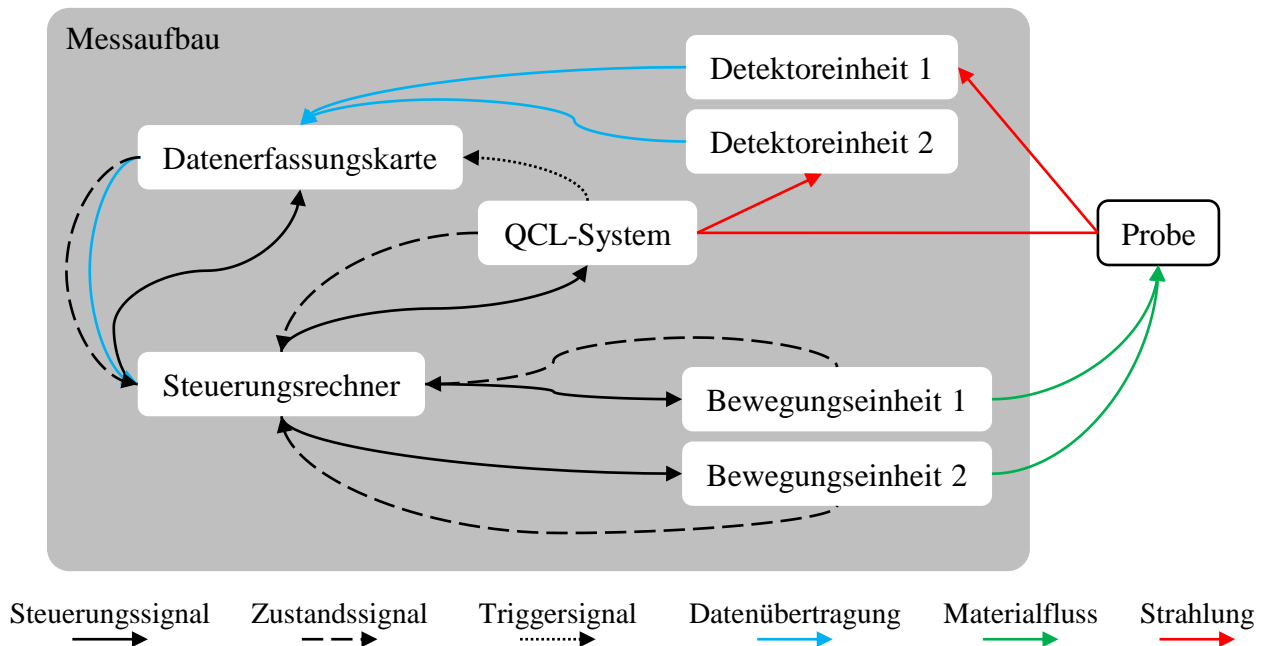 Messaufbau
Detektoreinheit 1
Detektoreinheit 2
Datenerfassungskarte
QCL-System
Probe
Steuerungsrechner
Bewegungseinheit 1
Bewegungseinheit 2
Steuerungssignal
Zustandssignal
Triggersignal
Datenübertragung
Materialfluss
Strahlung